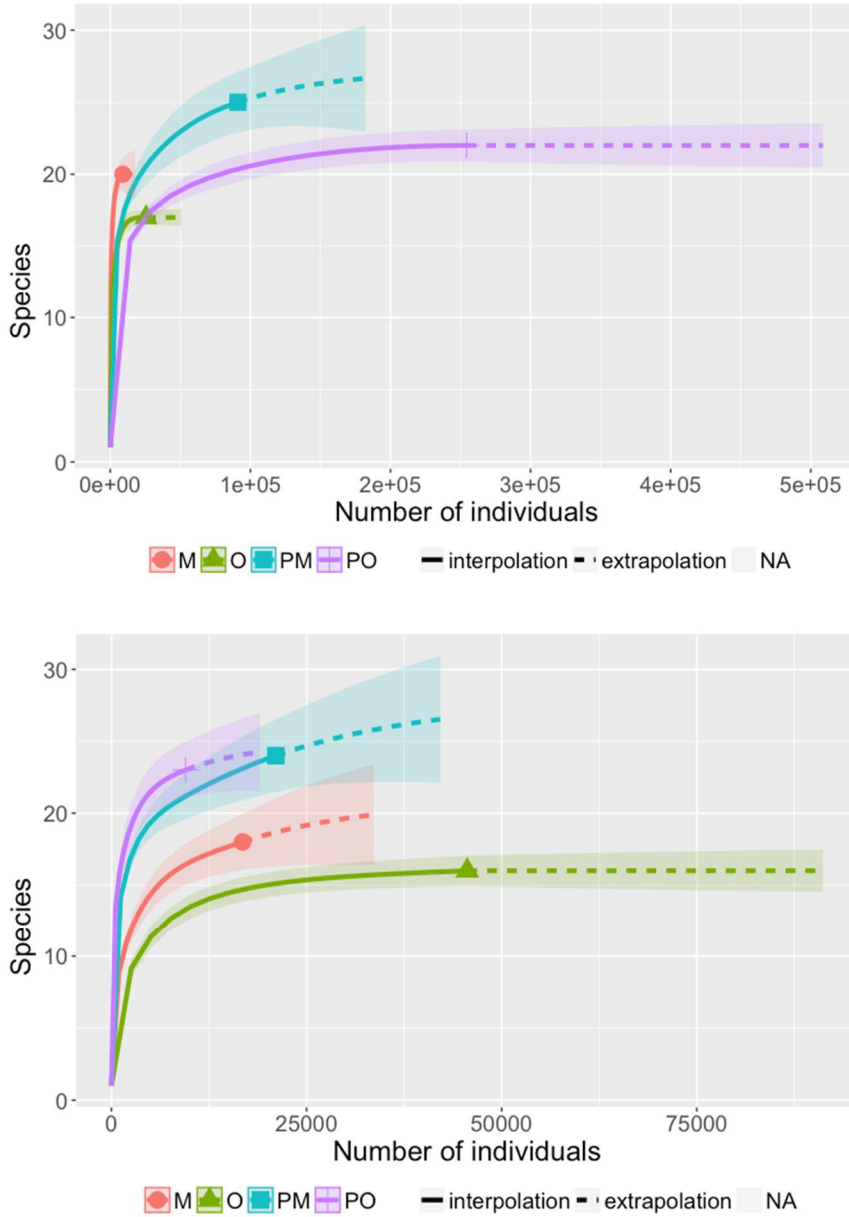 30
20
10
0
Species
0e+00 1e+05 2e+05 3e+05 4e+05 5e+05
Number of individuals
M O PM PO interpolation extrapolation NA
30
20
10
0
Species
0 25000 50000 75000
Number of individuals
M O PM PO interpolation extrapolation NA